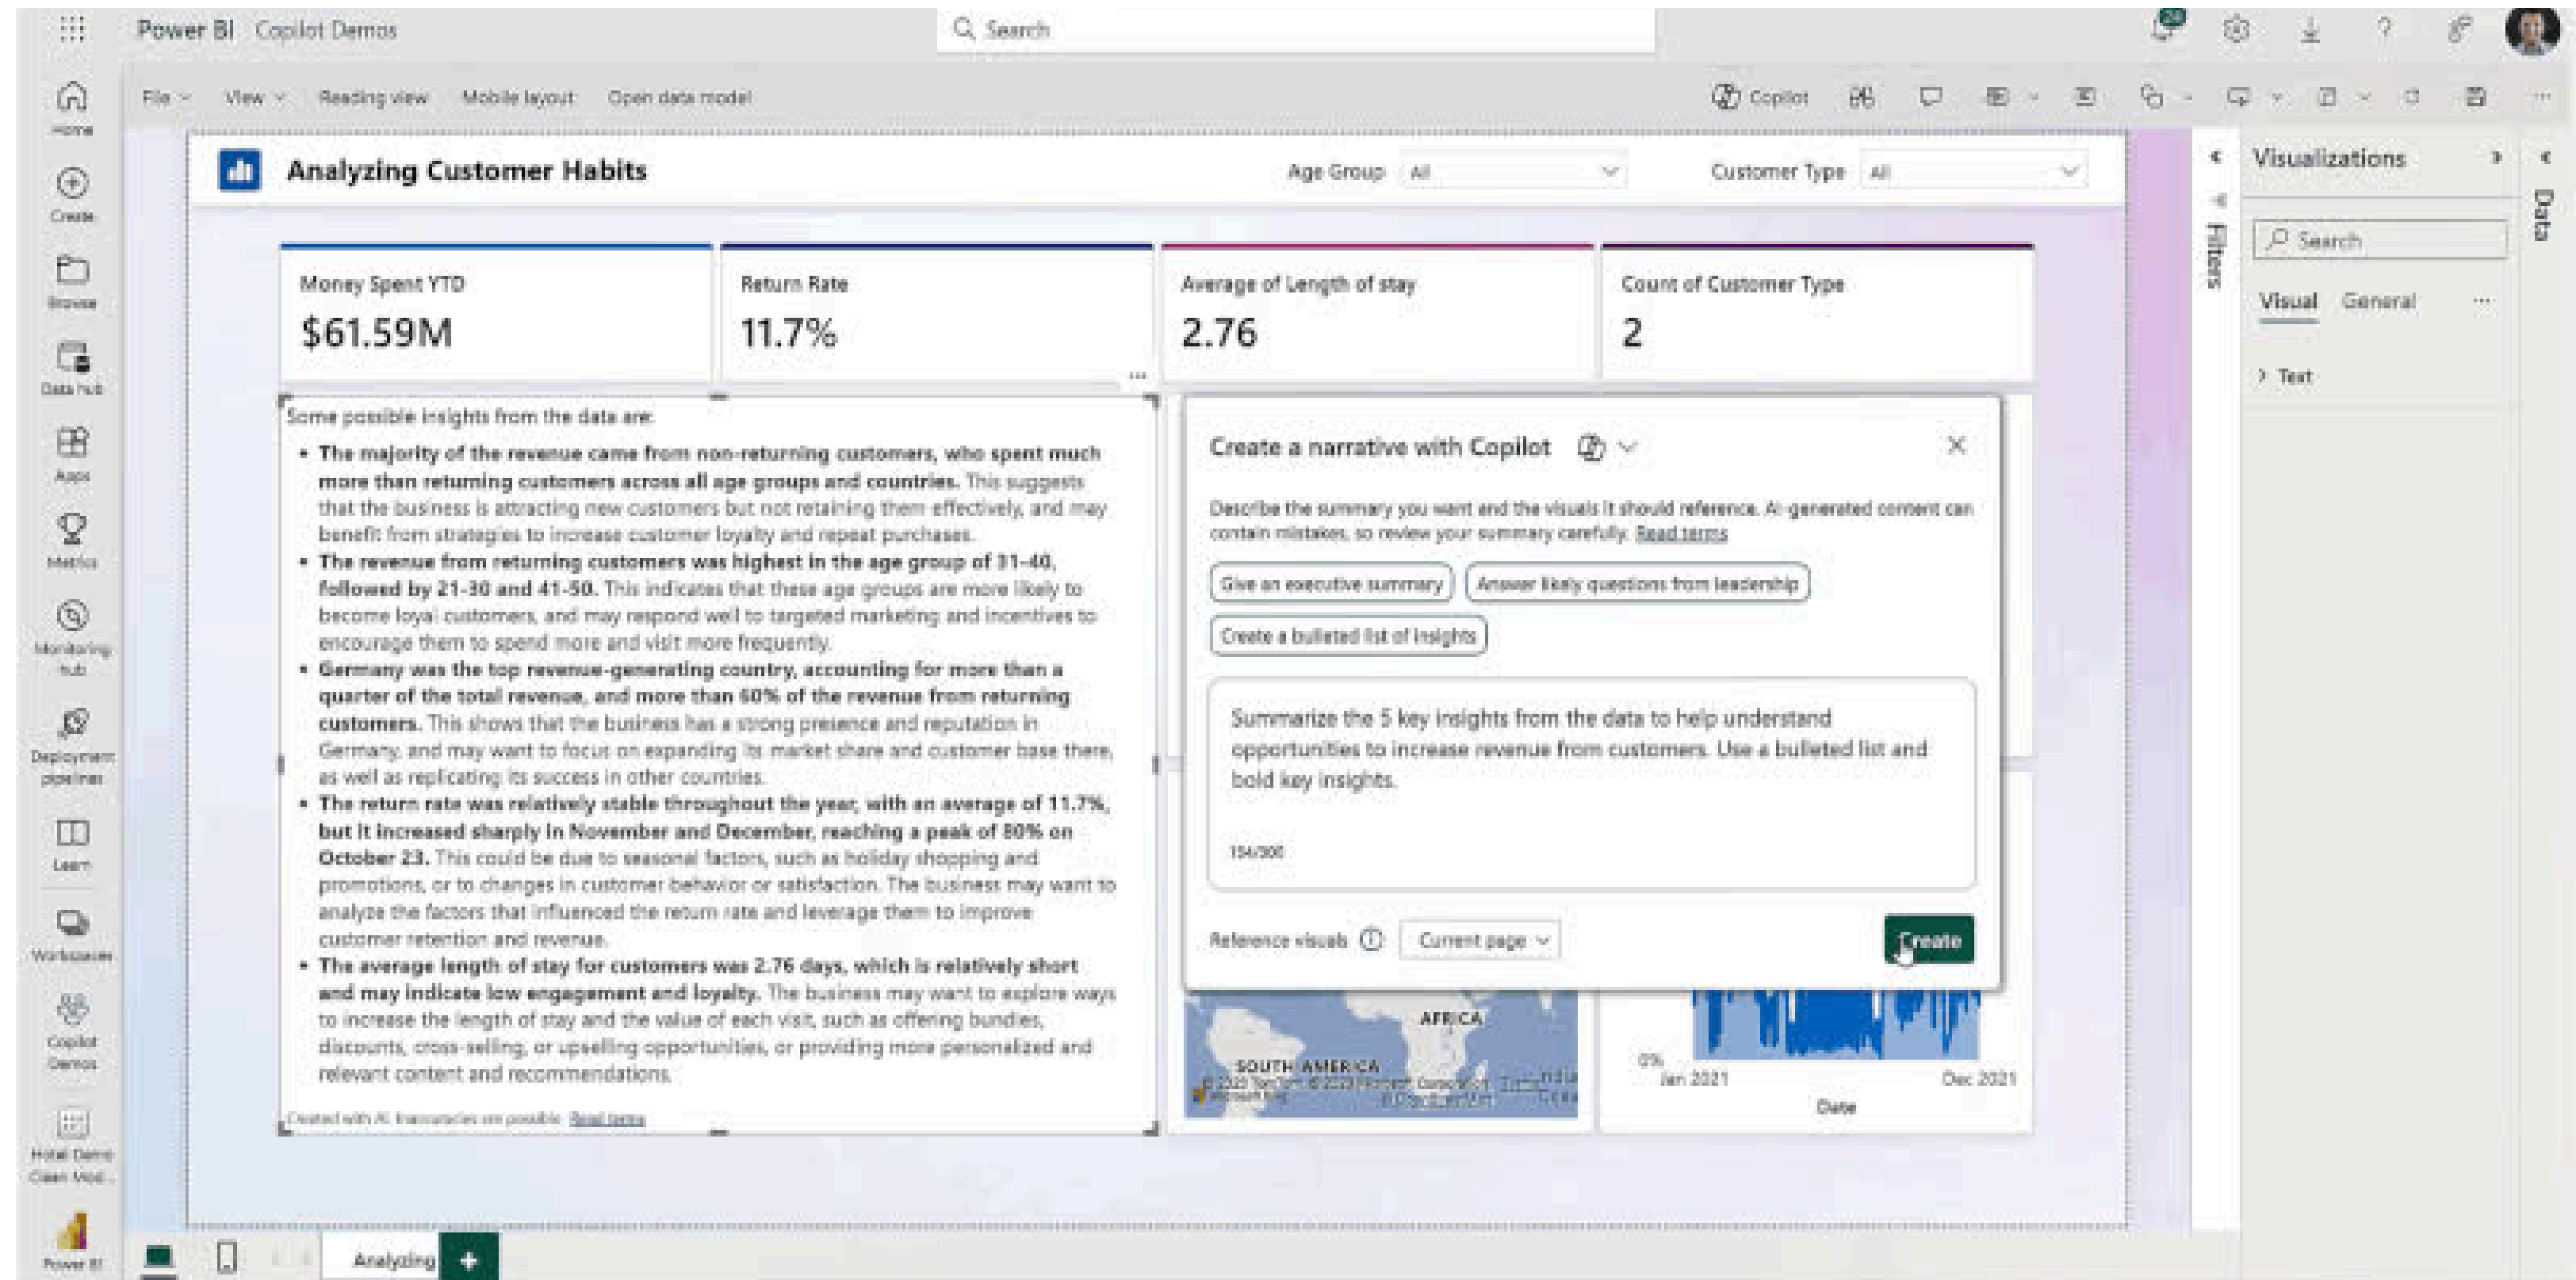 Power BI Copilot Demos
Search
File View Reading view Mobile layout Open data model
Copilot
Home
Create
Browse
Data hub
Apps
Metrics
Monitoring
hub
Deployment
pipelines
Learn
Workspaces
Copilot
Demos
Hotel Demo
Clean Mod...
Power BI
Analyzing Customer Habits
Age Group All
Customer Type All
Money Spent YTD
$61.59M
Return Rate
11.7%
Average of Length of stay
2.76
Count of Customer Type
2
Some possible insights from the data are:
• The majority of the revenue came from non-returning customers, who spent much
more than returning customers across all age groups and countries. This suggests
that the business is attracting new customers but not retaining them effectively, and may
benefit from strategies to increase customer loyalty and repeat purchases.
• The revenue from returning customers was highest in the age group of 31-40,
followed by 21-30 and 41-50. This indicates that these age groups are more likely to
become loyal customers, and may respond well to targeted marketing and incentives to
encourage them to spend more and visit more frequently.
• Germany was the top revenue-generating country, accounting for more than a
quarter of the total revenue, and more than 60% of the revenue from returning
customers. This shows that the business has a strong presence and reputation in
Germany, and may want to focus on expanding its market share and customer base there,
as well as replicating its success in other countries.
• The return rate was relatively stable throughout the year, with an average of 11.7%,
but it increased sharply in November and December, reaching a peak of 80% on
October 23. This could be due to seasonal factors, such as holiday shopping and
promotions, or to changes in customer behavior or satisfaction. The business may want to
analyze the factors that influenced the return rate and leverage them to improve
customer retention and revenue.
• The average length of stay for customers was 2.76 days, which is relatively short
and may indicate low engagement and loyalty. The business may want to explore ways
to increase the length of stay and the value of each visit, such as offering bundles,
discounts, cross-selling, or upselling opportunities, or providing more personalized and
relevant content and recommendations.
Created with AI. Inaccuracies are possible. Read terms
Create a narrative with Copilot
Describe the summary you want and the visuals it should reference. AI-generated content can
contain mistakes, so review your summary carefully. Read terms
Give an executive summary
Answer likely questions from leadership
Create a bulleted list of insights
Summarize the 5 key insights from the data to help understand
opportunities to increase revenue from customers. Use a bulleted list and
bold key insights.
154/300
Reference visuals Current page
Create
AFRICA
SOUTH AMERICA
0%
Jan 2021 Dec 2021
Date
Filters
Visualizations
Search
Visual General
Text
Data
Analyzing